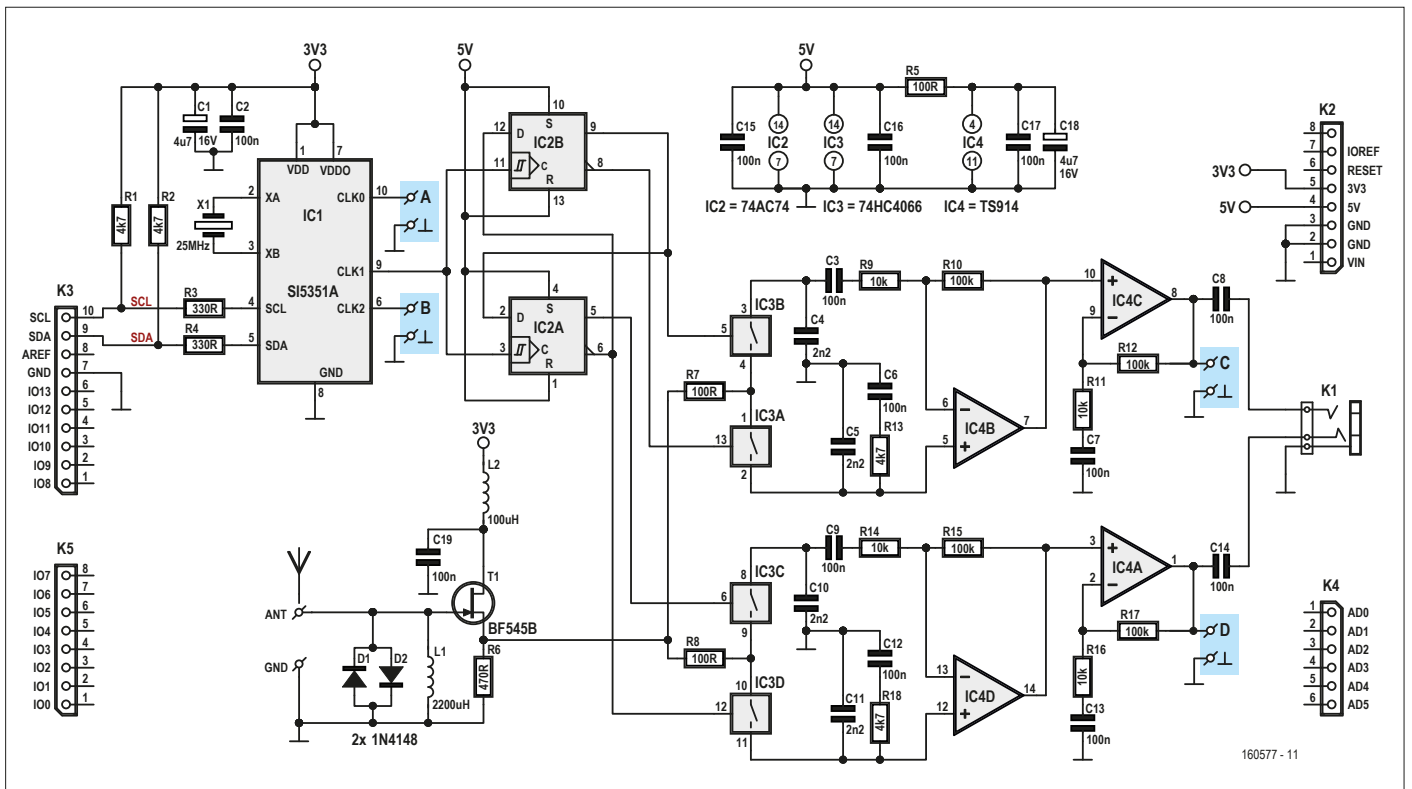 3V3
5V
5V
R5
100R
K2
C1
4u7
16V
C2
100n
1
7
VDD
VDDO
IC1
SI5351A
2
XA
3
XB
X1
25MHz
R1
4k7
R2
4k7
CLK0
10
A
⊥
CLK1
9
CLK2
6
B
⊥
4
SCL
5
SDA
GND
8
R3
330R
R4
330R
SCL
SDA
K3
SCL 10
SDA 9
AREF 8
GND 7
IO13 6
IO12 5
IO11 4
IO10 3
IO9 2
IO8 1
10
S
12
D
9
IC2B
11
C
8
R
13
4
S
2
D
5
IC2A
3
C
6
R
1
C15
100n
14
IC2
7
14
IC3
7
C16
100n
4
IC4
11
C17
100n
C18
4u7
16V
IC2 = 74AC74
IC3 = 74HC4066
IC4 = TS914
8
7 IOREF
6 RESET
5 3V3
4 5V
3 GND
2 GND
1 VIN
3V3
5V
R7
100R
IC3B
3
5
4
IC3A
1
13
2
C3
100n
R9
10k
R10
100k
C4
2n2
C5
2n2
C6
100n
R13
4k7
6
5
7
IC4B
10
9
8
IC4C
C8
100n
R12
100k
R11
10k
C7
100n
C
⊥
K1
3V3
L2
100uH
C19
100n
T1
BF545B
R6
470R
ANT
GND
D1
D2
L1
2200uH
2x 1N4148
K5
IO7 8
IO6 7
IO5 6
IO4 5
IO3 4
IO2 3
IO1 2
IO0 1
R8
100R
IC3C
8
6
9
IC3D
10
12
11
C9
100n
R14
10k
R15
100k
C10
2n2
C11
2n2
C12
100n
R18
4k7
13
12
14
IC4D
3
2
1
IC4A
C14
100n
R17
100k
R16
10k
C13
100n
D
⊥
K4
1 AD0
2 AD1
3 AD2
4 AD3
5 AD4
6 AD5
160577 - 11